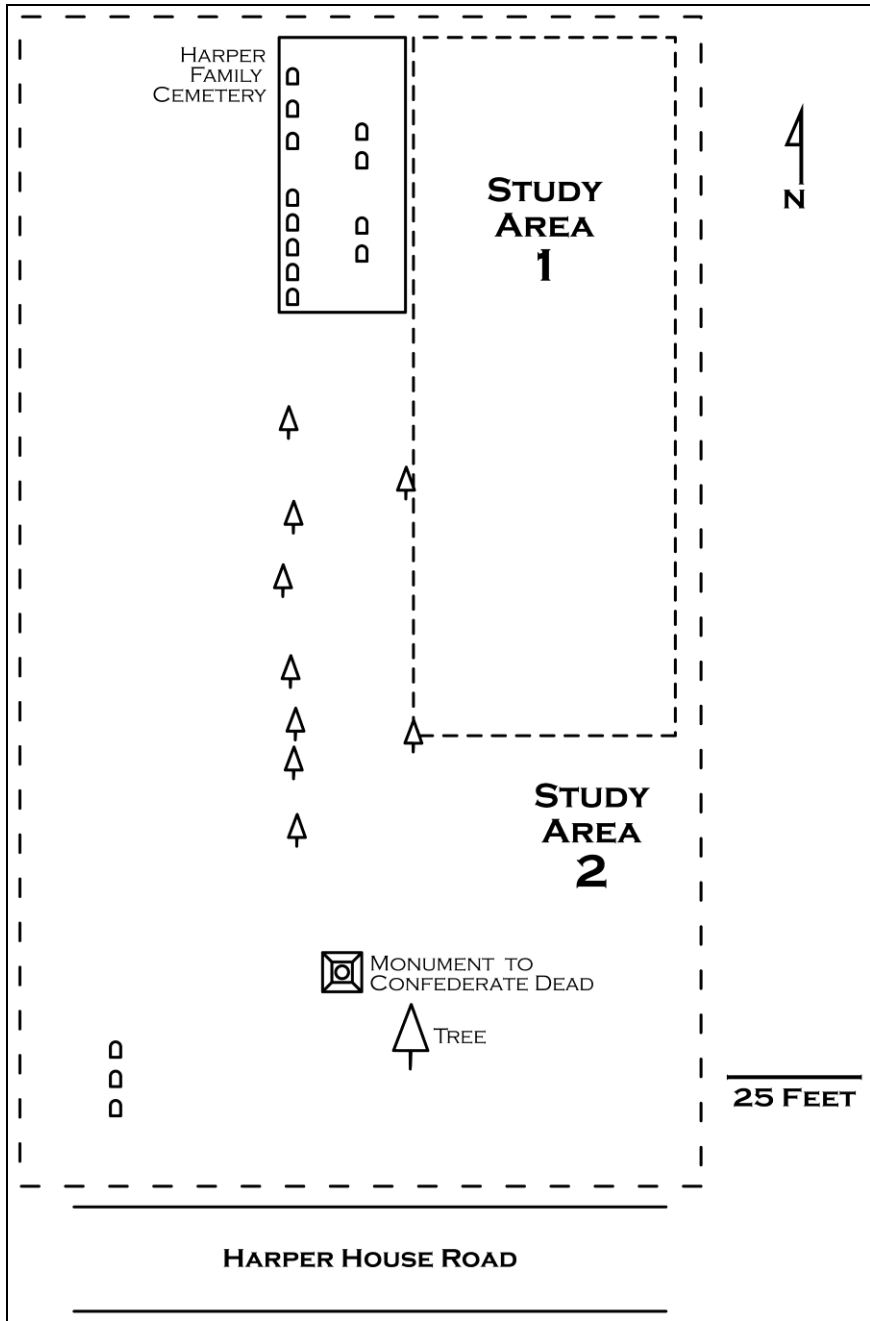 HARPER
FAMILY
CEMETERY
STUDY
AREA
1
N
STUDY
AREA
2
MONUMENT TO
CONFEDERATE DEAD
TREE
25 FEET
HARPER HOUSE ROAD